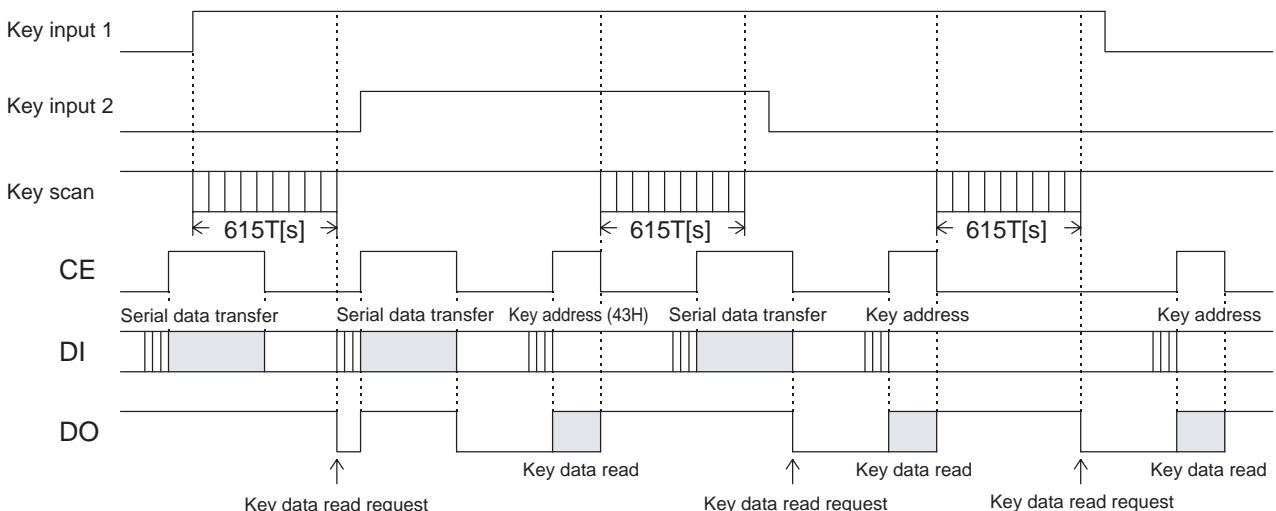 Key input 1
Key input 2
Key scan
615T[s] 615T[s] 615T[s]
CE
Serial data transfer Serial data transfer Key address (43H) Serial data transfer Key address Key address
DI
DO
Key data read Key data read Key data read
Key data read request Key data read request Key data read request